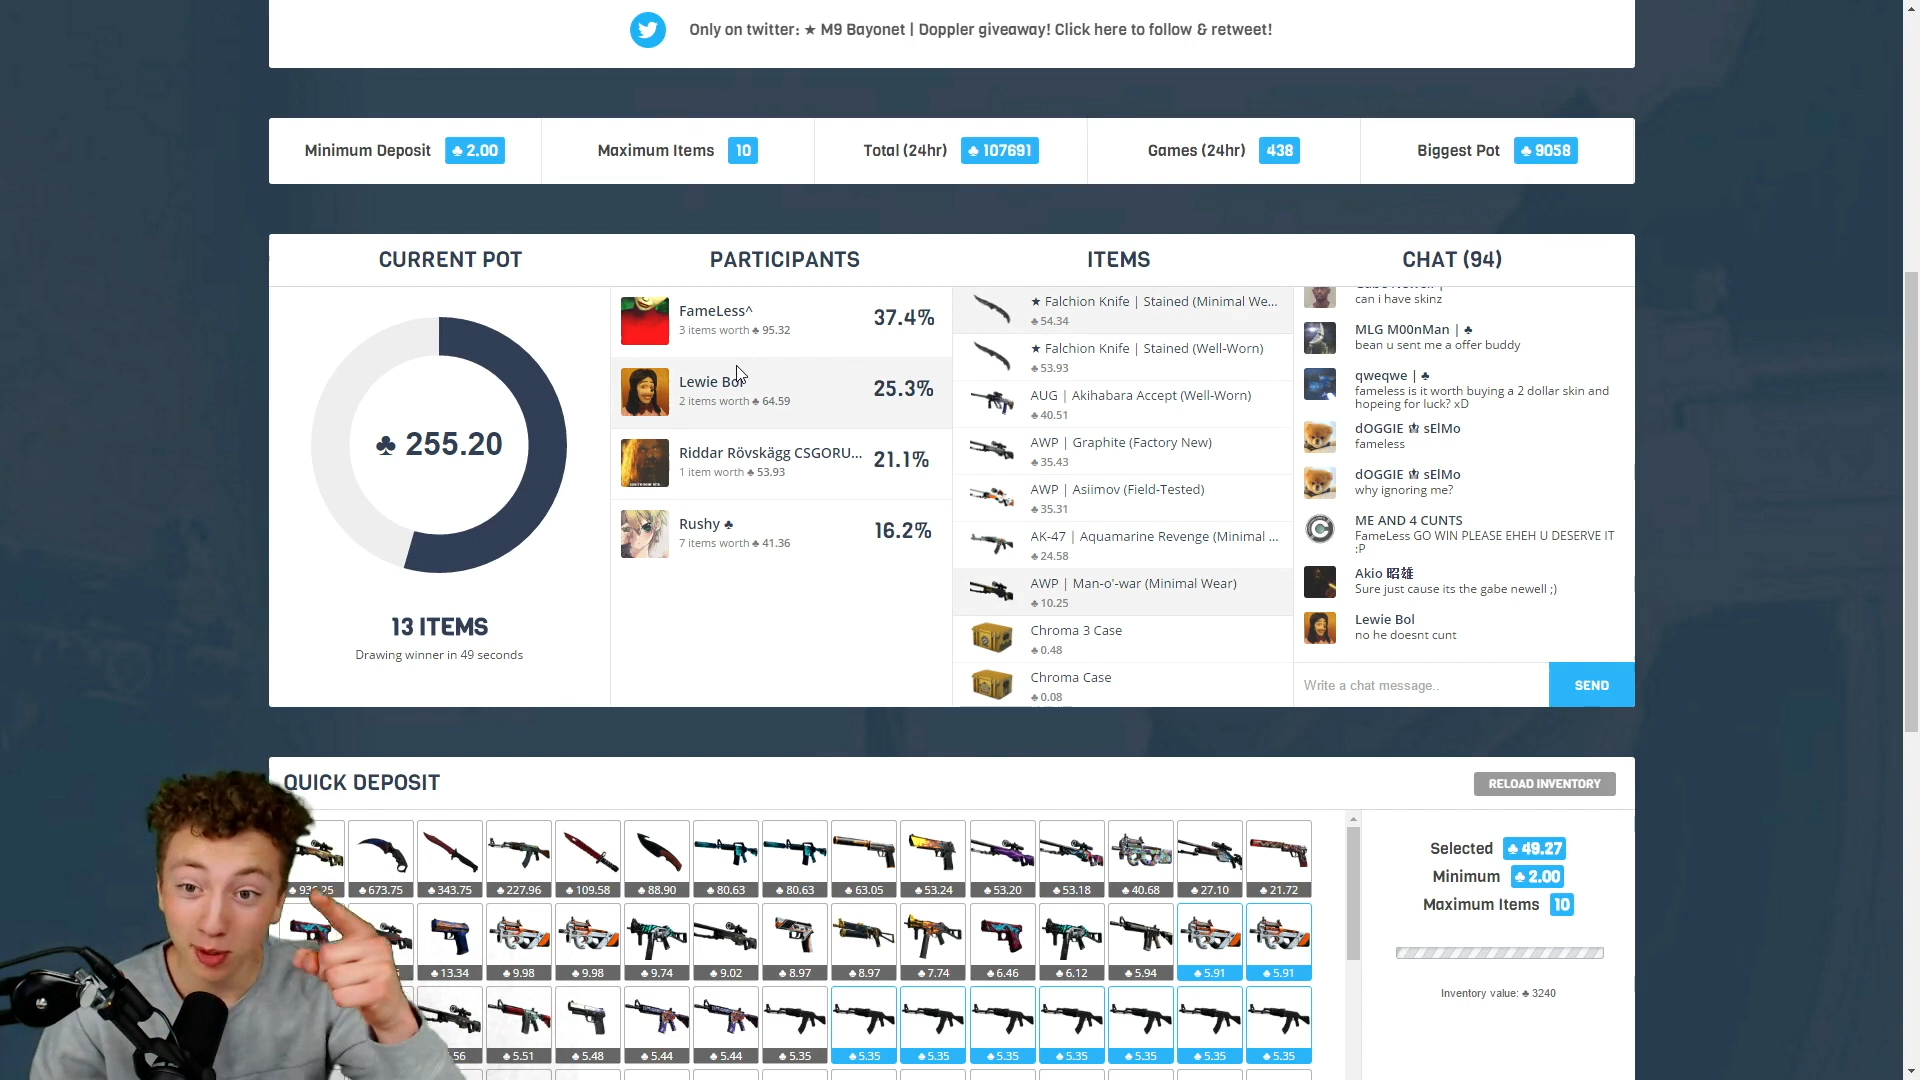 Only on twitter: ★ M9 Bayonet | Doppler giveaway! Click here to follow & retweet!
Minimum Deposit ♣ 2.00
Maximum Items 10
Total (24hr) ♣ 107691
Games (24hr) 438
Biggest Pot ♣ 9058
CURRENT POT
♣ 255.20
13 ITEMS
Drawing winner in 49 seconds
PARTICIPANTS
FameLess^
3 items worth ♣ 95.32
37.4%
Lewie Bol
2 items worth ♣ 64.59
25.3%
Riddar Rövskägg CSGORU...
1 item worth ♣ 53.93
21.1%
Rushy ♣
7 items worth ♣ 41.36
16.2%
ITEMS
★ Falchion Knife | Stained (Minimal We...
♣ 54.34
★ Falchion Knife | Stained (Well-Worn)
♣ 53.93
AUG | Akihabara Accept (Well-Worn)
♣ 40.51
AWP | Graphite (Factory New)
♣ 35.43
AWP | Asiimov (Field-Tested)
♣ 35.31
AK-47 | Aquamarine Revenge (Minimal ...
♣ 24.58
AWP | Man-o'-war (Minimal Wear)
♣ 10.25
Chroma 3 Case
♣ 0.48
Chroma Case
♣ 0.08
CHAT (94)
can i have skinz
MLG M00nMan | ♣
bean u sent me a offer buddy
qweqwe | ♣
fameless is it worth buying a 2 dollar skin and
hopeing for luck? xD
dOGGIE sElMo
fameless
dOGGIE sElMo
why ignoring me?
ME AND 4 CUNTS
FameLess GO WIN PLEASE EHEH U DESERVE IT
:P
Akio 昭雄
Sure just cause its the gabe newell ;)
Lewie Bol
no he doesnt cunt
Write a chat message..
SEND
QUICK DEPOSIT
RELOAD INVENTORY
♣ 673.75 ♣ 343.75 ♣ 227.96 ♣ 109.58 ♣ 88.90 ♣ 80.63 ♣ 80.63 ♣ 63.05 ♣ 53.24 ♣ 53.20 ♣ 53.18 ♣ 40.68 ♣ 27.10 ♣ 21.72
♣ 13.34 ♣ 9.98 ♣ 9.98 ♣ 9.74 ♣ 9.02 ♣ 8.97 ♣ 8.97 ♣ 7.74 ♣ 6.46 ♣ 6.12 ♣ 5.94 ♣ 5.91 ♣ 5.91
.56 ♣ 5.51 ♣ 5.48 ♣ 5.44 ♣ 5.44 ♣ 5.35 ♣ 5.35 ♣ 5.35 ♣ 5.35 ♣ 5.35 ♣ 5.35 ♣ 5.35 ♣ 5.35
Selected ♣ 49.27
Minimum ♣ 2.00
Maximum Items 10
Inventory value: ♣ 3240